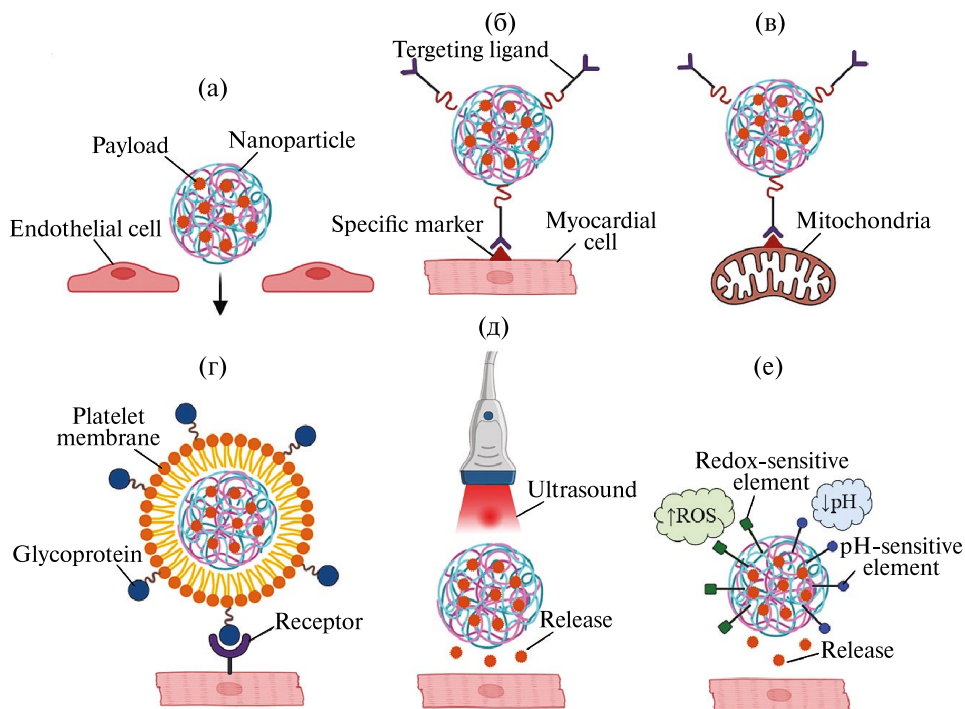 (а)
Payload
Nanoparticle
Endothelial cell
(б)
Tergeting ligand
Specific marker
Myocardial
cell
(в)
Mitochondria
(г)
Platelet
membrane
Glycoprotein
Receptor
(д)
Ultrasound
Release
(е)
Redox-sensitive
element
↑ROS
↓pH
pH-sensitive
element
Release